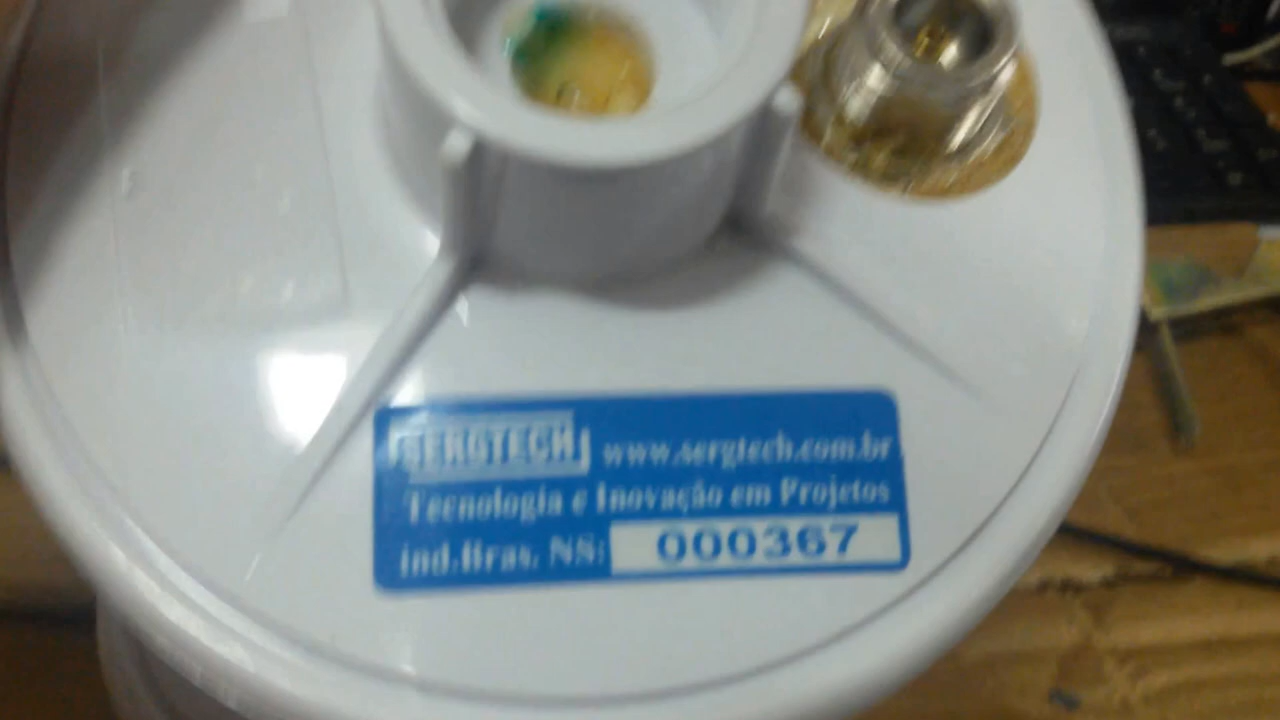 SERGTECH www.sergtech.com.br
Tecnologia e Inovação em Projetos
ind.Bras. NS: 000367